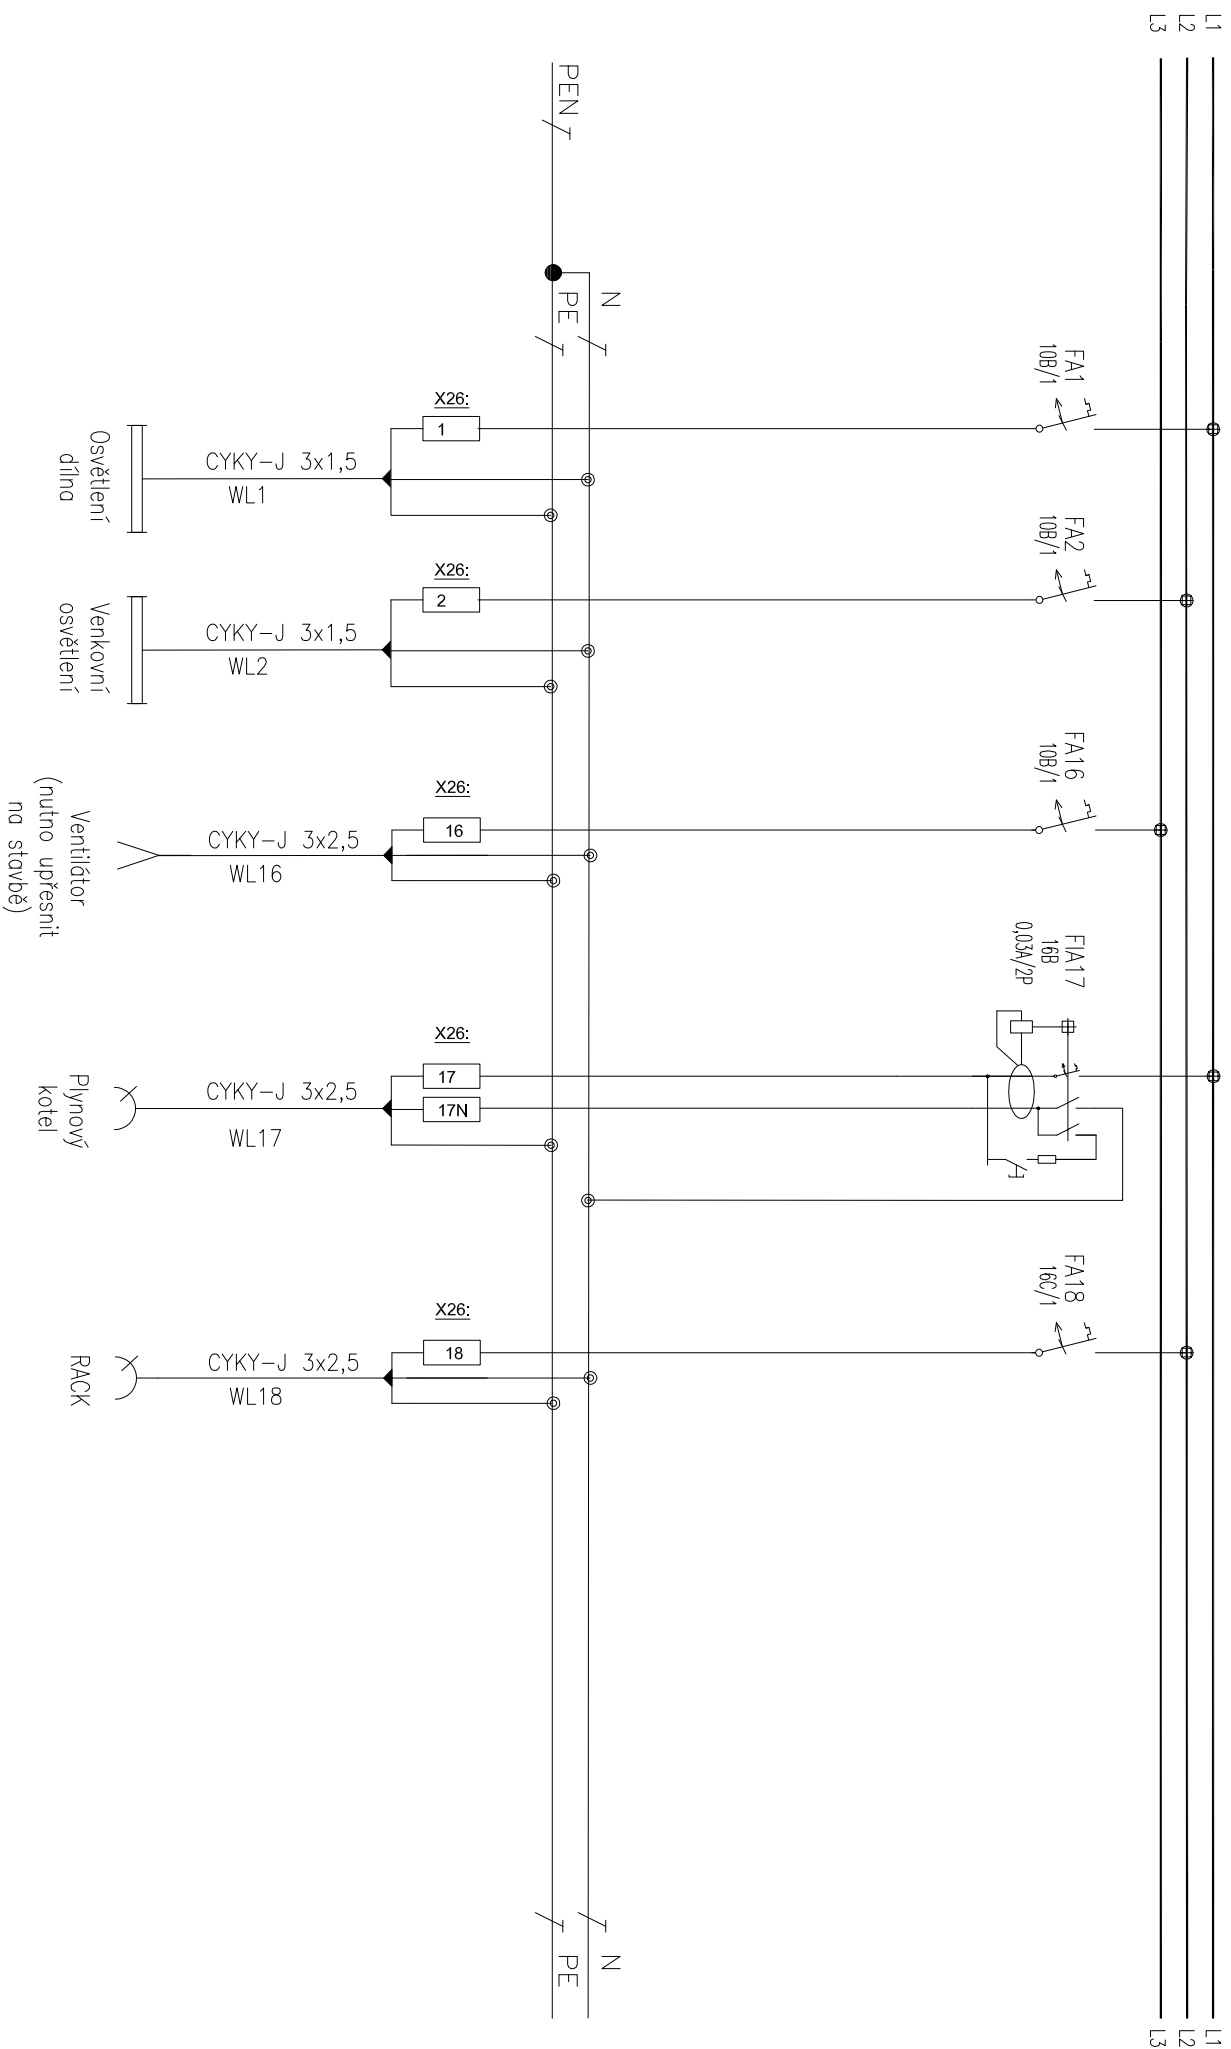 L1
L2
L3
PEN
N
PE
FA1
10B/1
X26:
1
CYKY-J 3x1,5
WL1
Osvětlení
dílna
FA2
10B/1
X26:
2
CYKY-J 3x1,5
WL2
Venkovní
osvětlení
FA16
10B/1
X26:
16
CYKY-J 3x2,5
WL16
Ventilátor
(nutno upřesnit
na stavbě)
FIA17
16B
0,03A/2P
X26:
17
17N
CYKY-J 3x2,5
WL17
Plynový
kotel
FA18
16C/1
X26:
18
CYKY-J 3x2,5
WL18
RACK
N
PE
L1
L2
L3